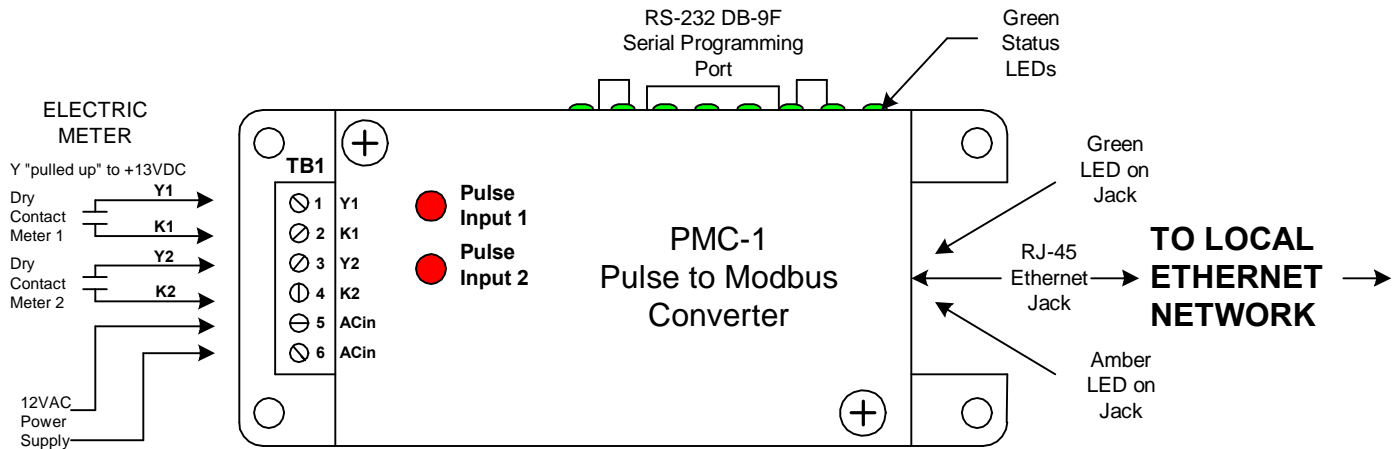 RS-232 DB-9F
Serial Programming
Port
Green
Status
LEDs
ELECTRIC
METER
Y "pulled up" to +13VDC
Dry
Contact
Meter 1
Y1
K1
Dry
Contact
Meter 2
Y2
K2
12VAC
Power
Supply
TB1
1 Y1
2 K1
3 Y2
4 K2
5 ACin
6 ACin
Pulse
Input 1
Pulse
Input 2
PMC-1
Pulse to Modbus
Converter
Green
LED on
Jack
RJ-45
Ethernet
Jack
TO LOCAL
ETHERNET
NETWORK
Amber
LED on
Jack